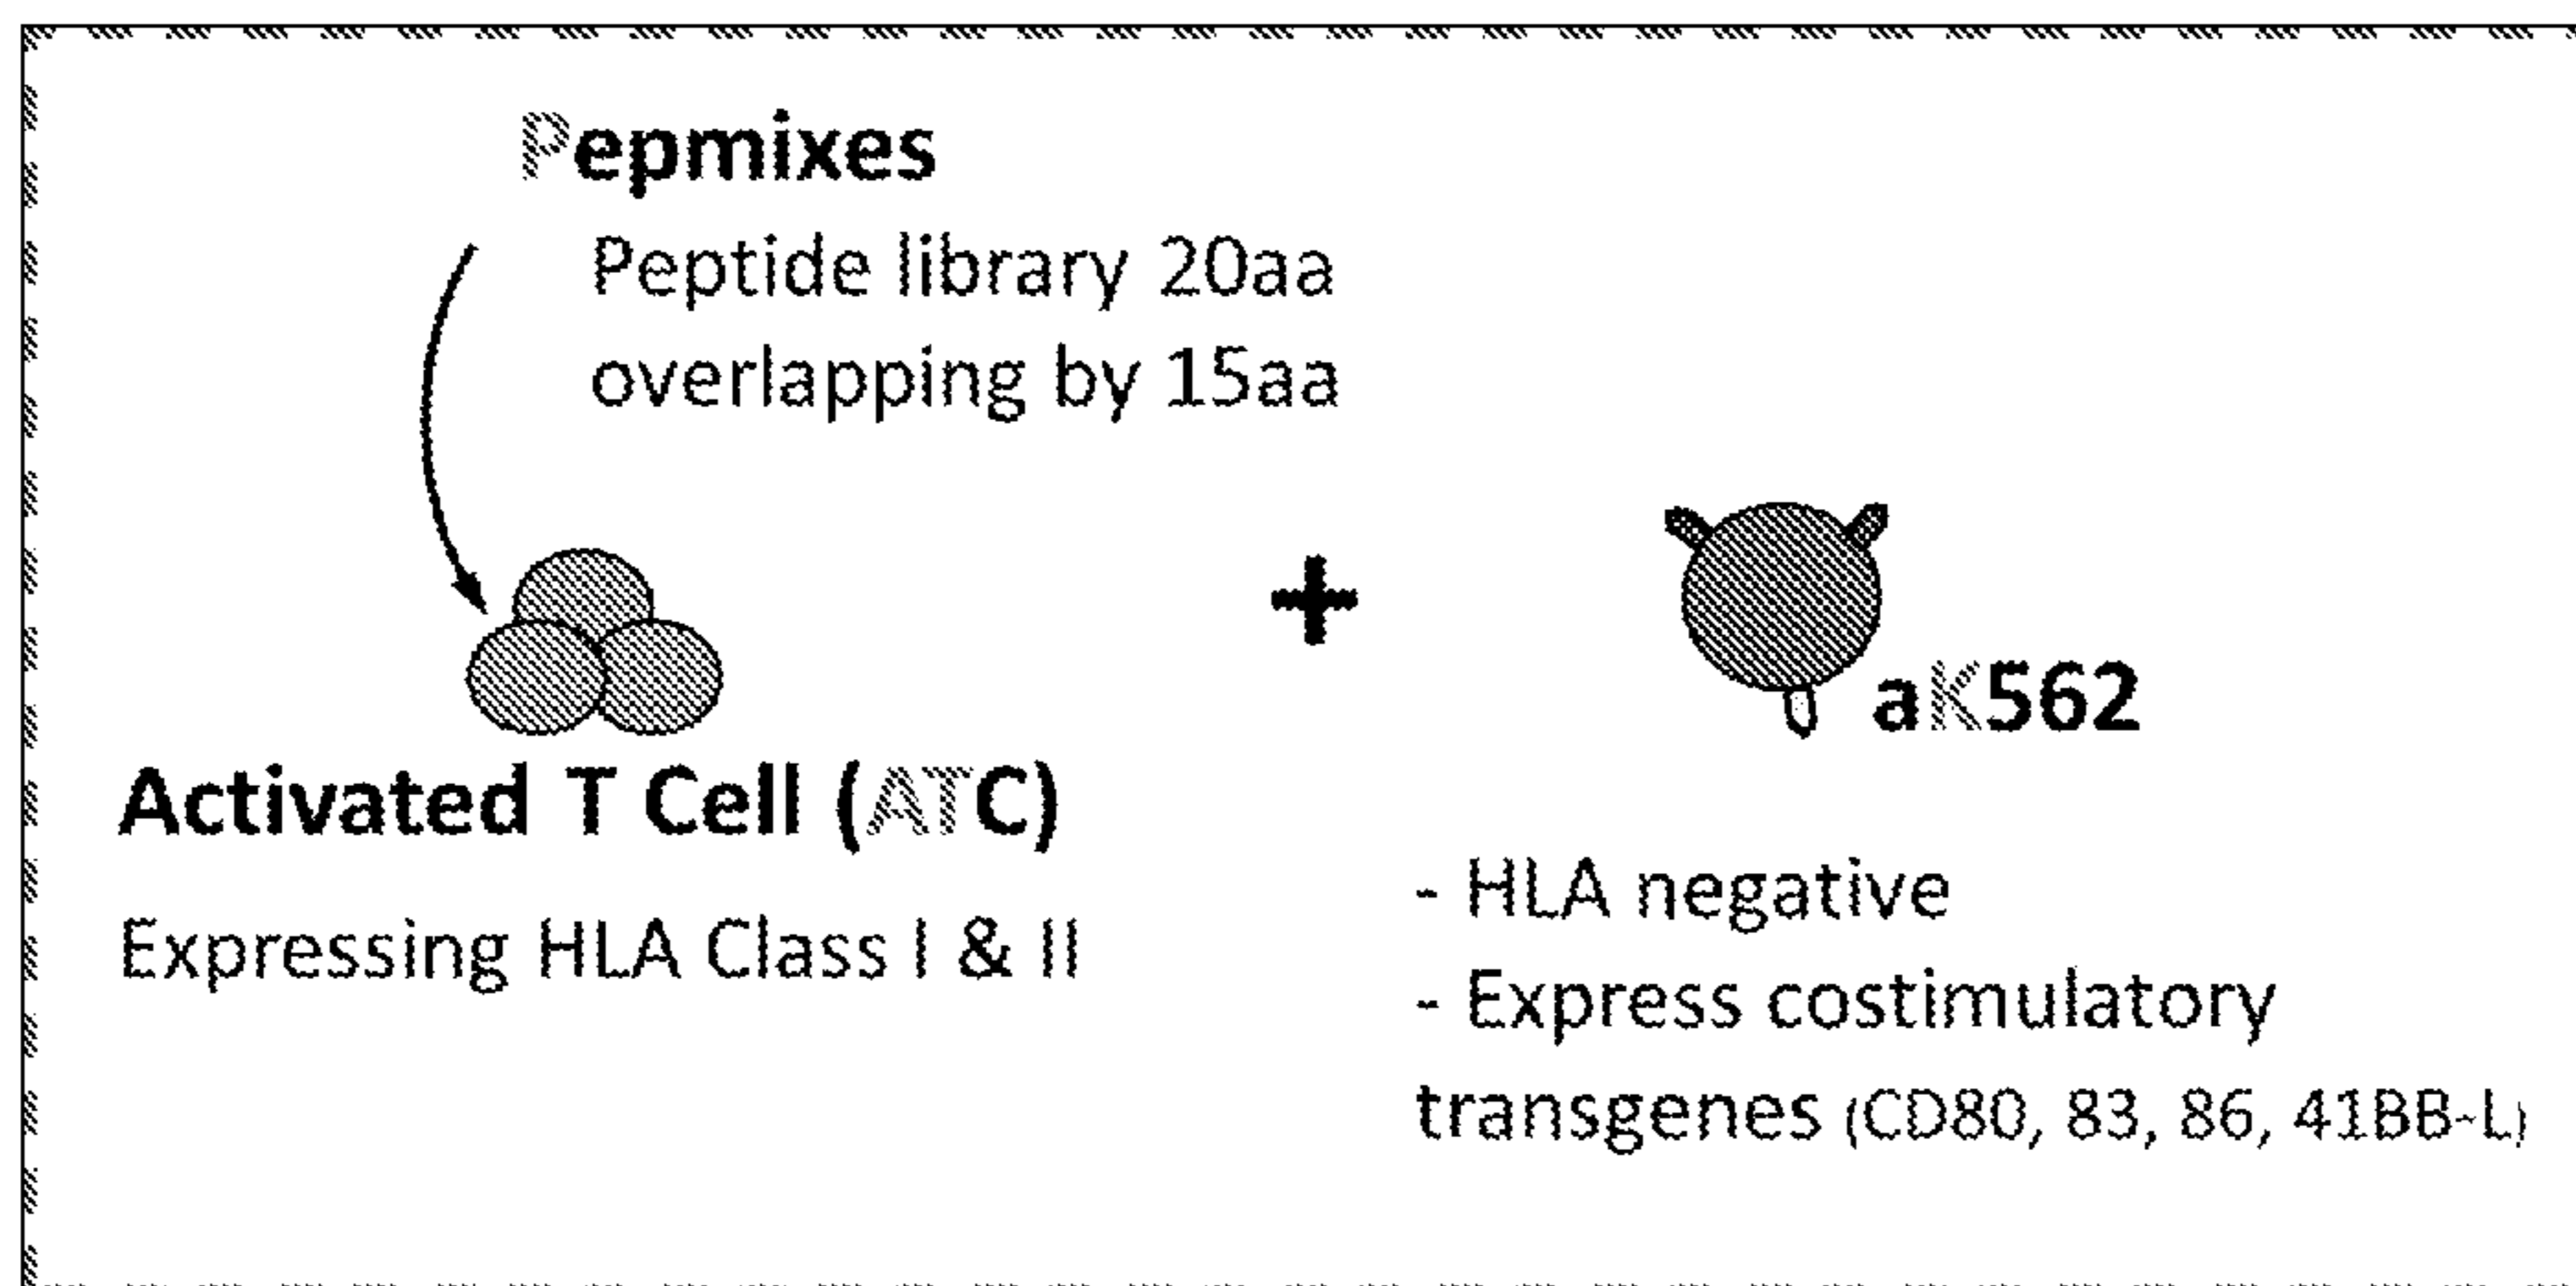 Pepmixes
Peptide library 20aa
overlapping by 15aa
aK562
Activated T Cell (ATC)
Expressing HLA Class I & II
- HLA negative
- Express costimulatory
transgenes (CD80, 83, 86, 41BB-L)